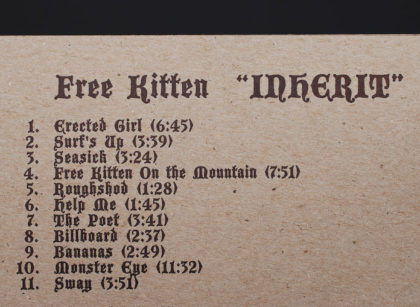 Free Kitten "INHERIT"
1. Erected Girl (6:45)
2. Surf's Up (3:39)
3. Seasick (3:24)
4. Free Kitten On the Mountain (7:51)
5. Roughshod (1:28)
6. Help Me (1:45)
7. The Poet (3:41)
8. Billboard (2:37)
9. Bananas (2:49)
10. Monster Eye (11:32)
11. Sway (3:51)